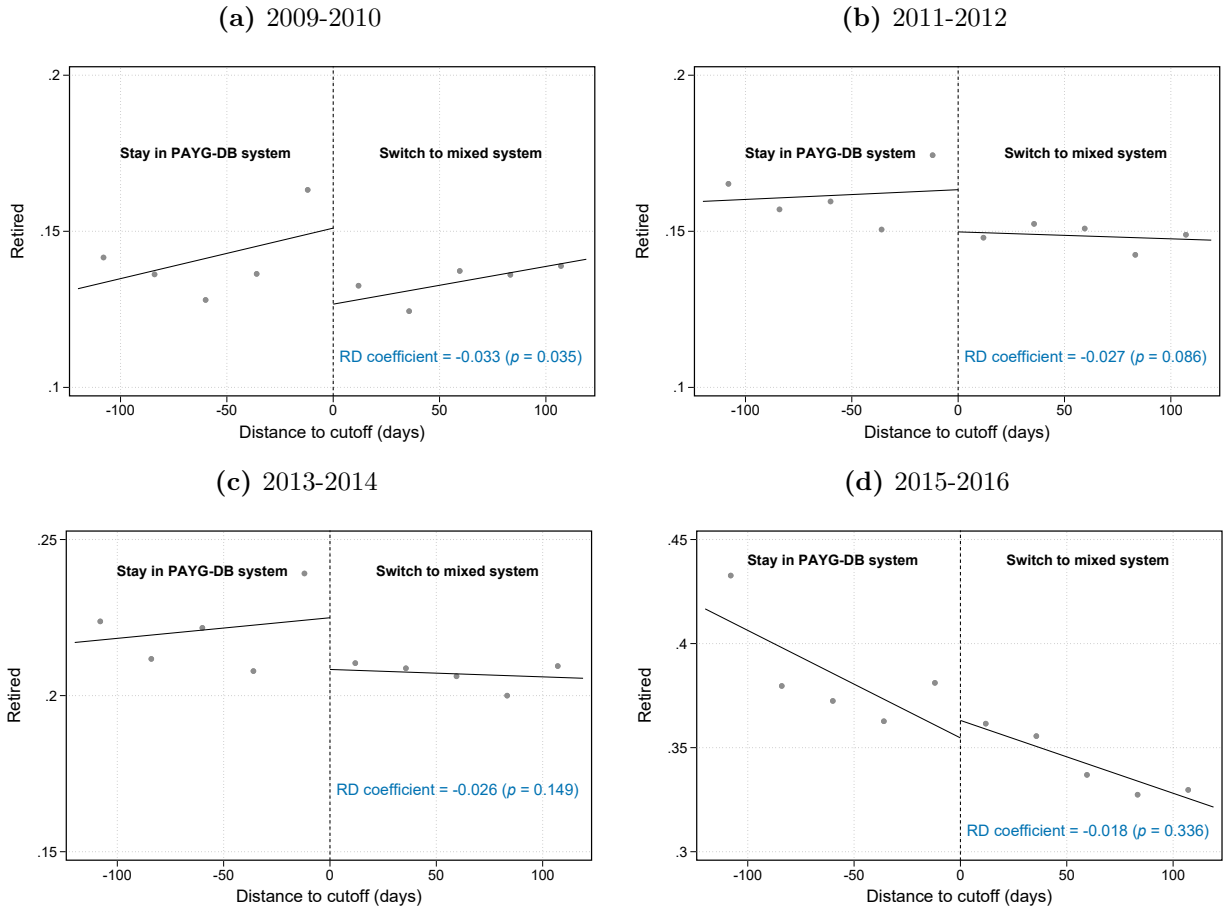 (a) 2009-2010
.2
.15
.1
Retired
Stay in PAYG-DB system
Switch to mixed system
RD coefficient = -0.033 (p = 0.035)
-100 -50 0 50 100
Distance to cutoff (days)
(b) 2011-2012
.2
.15
.1
Retired
Stay in PAYG-DB system
Switch to mixed system
RD coefficient = -0.027 (p = 0.086)
-100 -50 0 50 100
Distance to cutoff (days)
(c) 2013-2014
.25
.2
.15
Retired
Stay in PAYG-DB system
Switch to mixed system
RD coefficient = -0.026 (p = 0.149)
-100 -50 0 50 100
Distance to cutoff (days)
(d) 2015-2016
.45
.4
.35
.3
Retired
Stay in PAYG-DB system
Switch to mixed system
RD coefficient = -0.018 (p = 0.336)
-100 -50 0 50 100
Distance to cutoff (days)